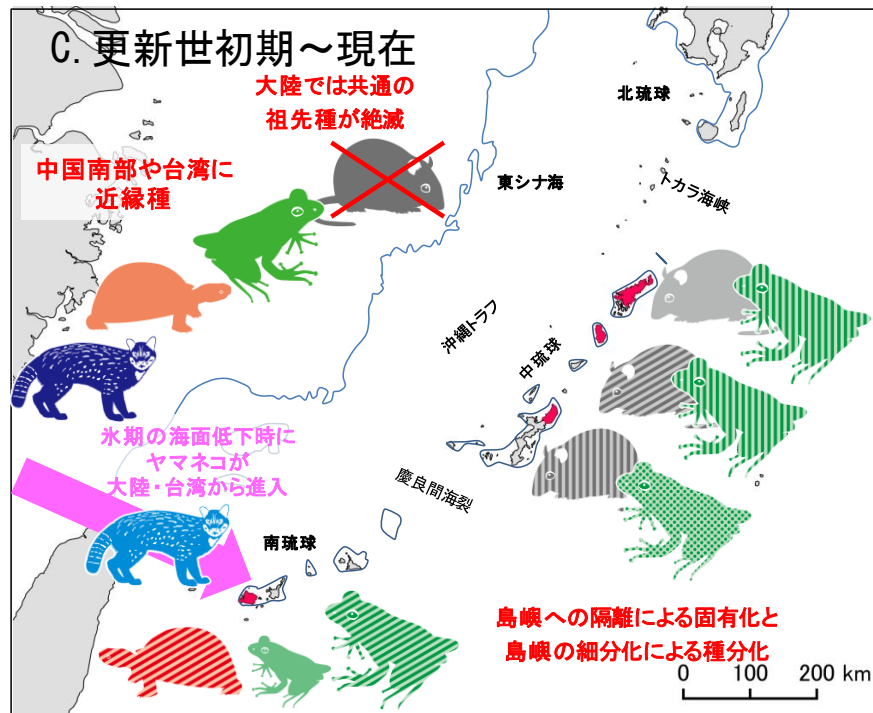 C. 更新世初期～現在
大陸では共通の
祖先種が絶滅
中国南部や台湾に
近縁種
北琉球
東シナ海
トカラ海峡
沖縄トラフ
中琉球
氷期の海面低下時に
ヤマネコが
大陸・台湾から進入
慶良間海裂
南琉球
島嶼への隔離による固有化と
島嶼の細分化による種分化
0 100 200 km